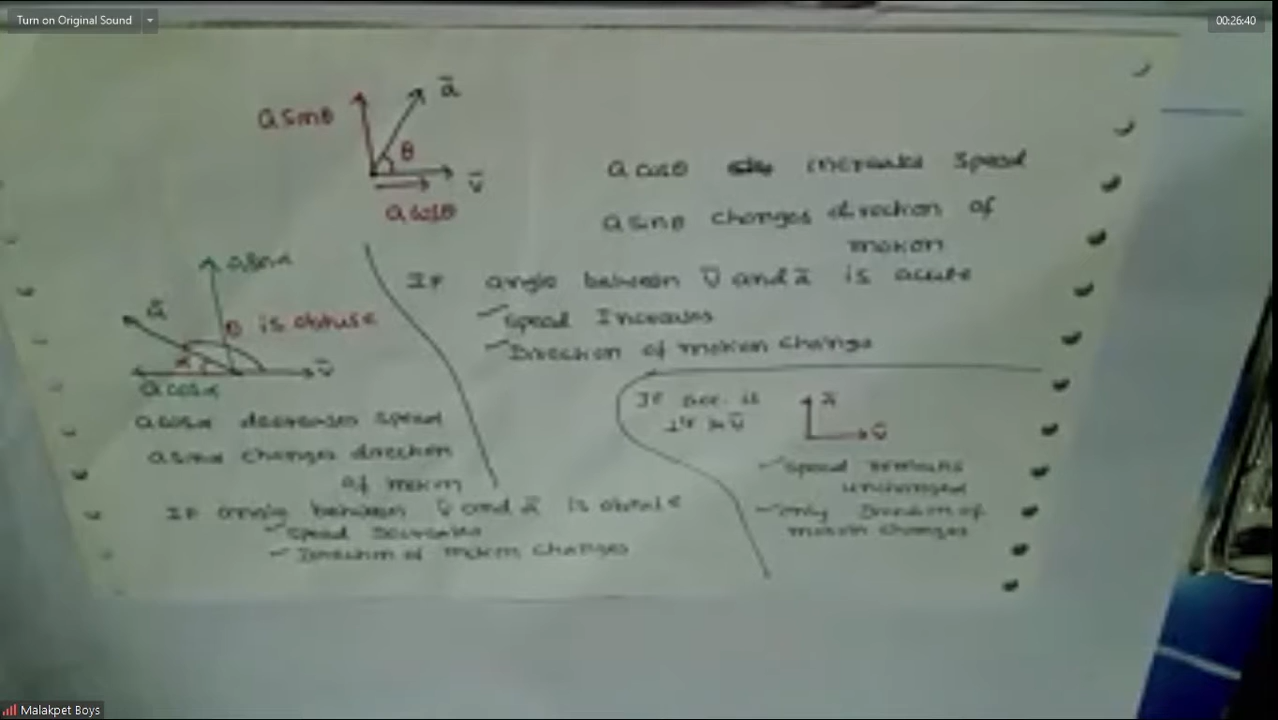 Turn on Original Sound
00:26:40
ā
a sinθ
θ
v̄
a cosθ
a cosθ increases speed
a sinθ changes direction of
motion
If angle between v̄ and ā is acute
Speed Increases
Direction of motion change
a sinα
ā
θ is obtuse
α
v̄
a cosα
a cosα decreases speed
a sinα changes direction
of motion
If angle between v̄ and ā is obtuse
Speed Decreases
Direction of motion changes
If acc. is
⊥r to v̄
ā
v̄
Speed remains
unchanged
only Direction of
motion changes
Malakpet Boys